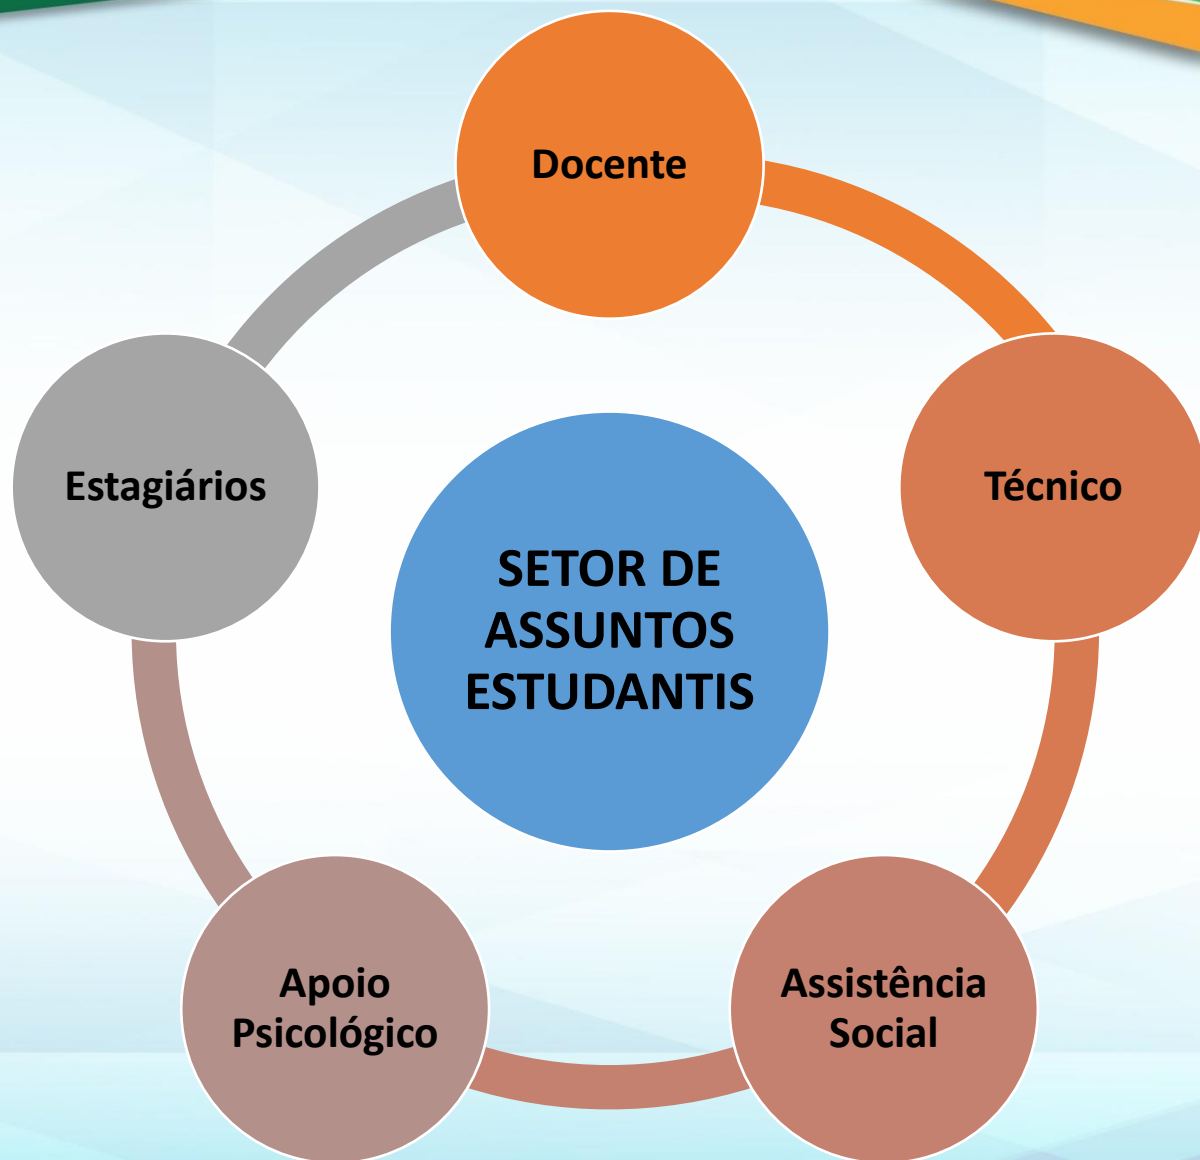 Docente
Técnico
Estagiários
SETOR DE
ASSUNTOS
ESTUDANTIS
Assistência
Social
Apoio
Psicológico